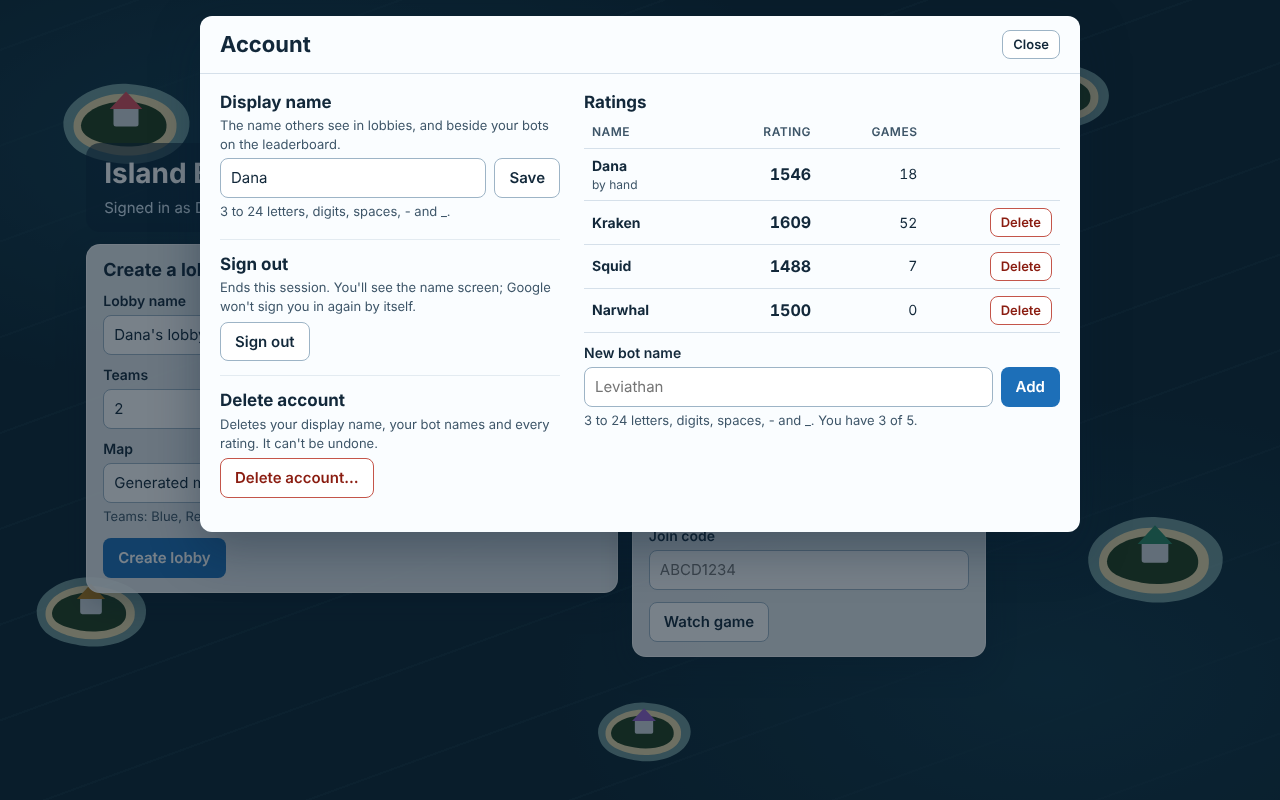 Account
Close
Display name
The name others see in lobbies, and beside your bots
on the leaderboard.
Dana
Save
3 to 24 letters, digits, spaces, - and _.
Sign out
Ends this session. You'll see the name screen; Google
won't sign you in again by itself.
Sign out
Delete account
Deletes your display name, your bot names and every
rating. It can't be undone.
Delete account...
Ratings
NAME RATING GAMES
Dana 1546 18
by hand
Kraken 1609 52 Delete
Squid 1488 7 Delete
Narwhal 1500 0 Delete
New bot name
Leviathan
Add
3 to 24 letters, digits, spaces, - and _. You have 3 of 5.
Island
Signed in as
Create a
Lobby name
Dana's lobby
Teams
2
Map
Generated
Teams: Blue,
Create lobby
Join code
ABCD1234
Watch game